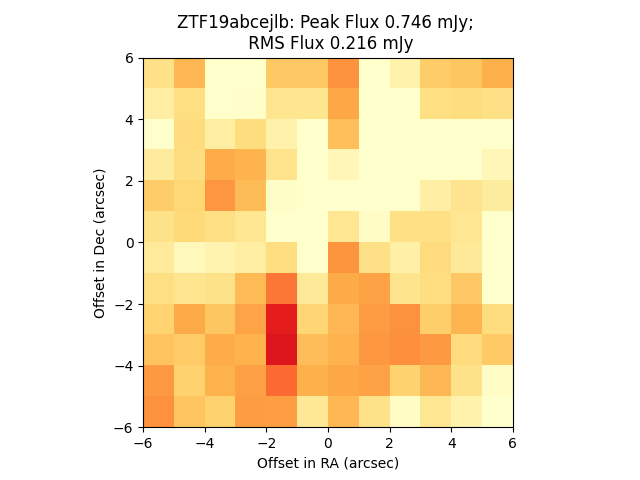 ZTF19abcejlb: Peak Flux 0.746 mJy;
RMS Flux 0.216 mJy
6
4
2
0
−2
−4
−6
Offset in Dec (arcsec)
−6 −4 −2 0 2 4 6
Offset in RA (arcsec)